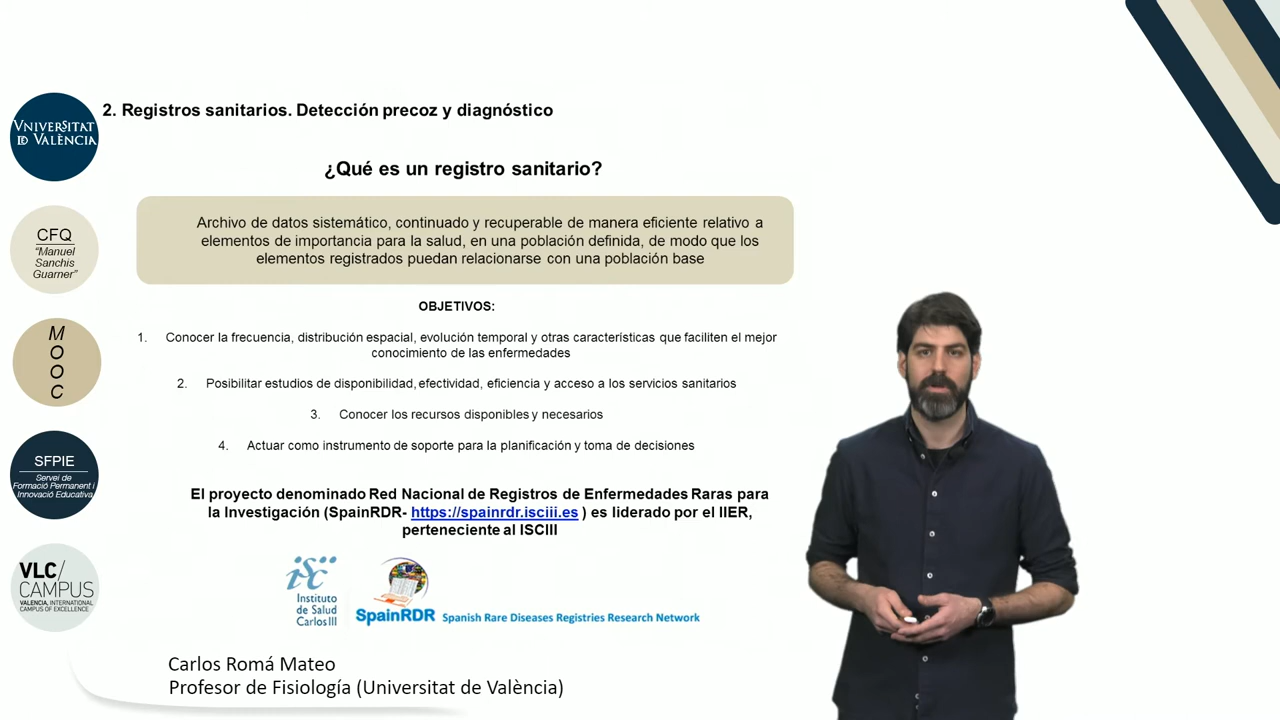 2. Registros sanitarios. Detección precoz y diagnóstico
VNIVERSITAT
ID VALÈNCIA
¿Qué es un registro sanitario?
Archivo de datos sistemático, continuado y recuperable de manera eficiente relativo a
elementos de importancia para la salud, en una población definida, de modo que los
elementos registrados puedan relacionarse con una población base
CFQ
“Manuel
Sanchis
Guarner”
OBJETIVOS:
1. Conocer la frecuencia, distribución espacial, evolución temporal y otras características que faciliten el mejor
conocimiento de las enfermedades
2. Posibilitar estudios de disponibilidad, efectividad, eficiencia y acceso a los servicios sanitarios
3. Conocer los recursos disponibles y necesarios
4. Actuar como instrumento de soporte para la planificación y toma de decisiones
M
O
O
C
SFPIE
Servei de
Formació Permanent i
Innovació Educativa
El proyecto denominado Red Nacional de Registros de Enfermedades Raras para
la Investigación (SpainRDR- https://spainrdr.isciii.es ) es liderado por el IIER,
perteneciente al ISCIII
VLC/
CAMPUS
VALENCIA, INTERNATIONAL
CAMPUS OF EXCELLENCE
isc
Instituto
de Salud
Carlos III
SpainRDR Spanish Rare Diseases Registries Research Network
Carlos Romá Mateo
Profesor de Fisiología (Universitat de València)